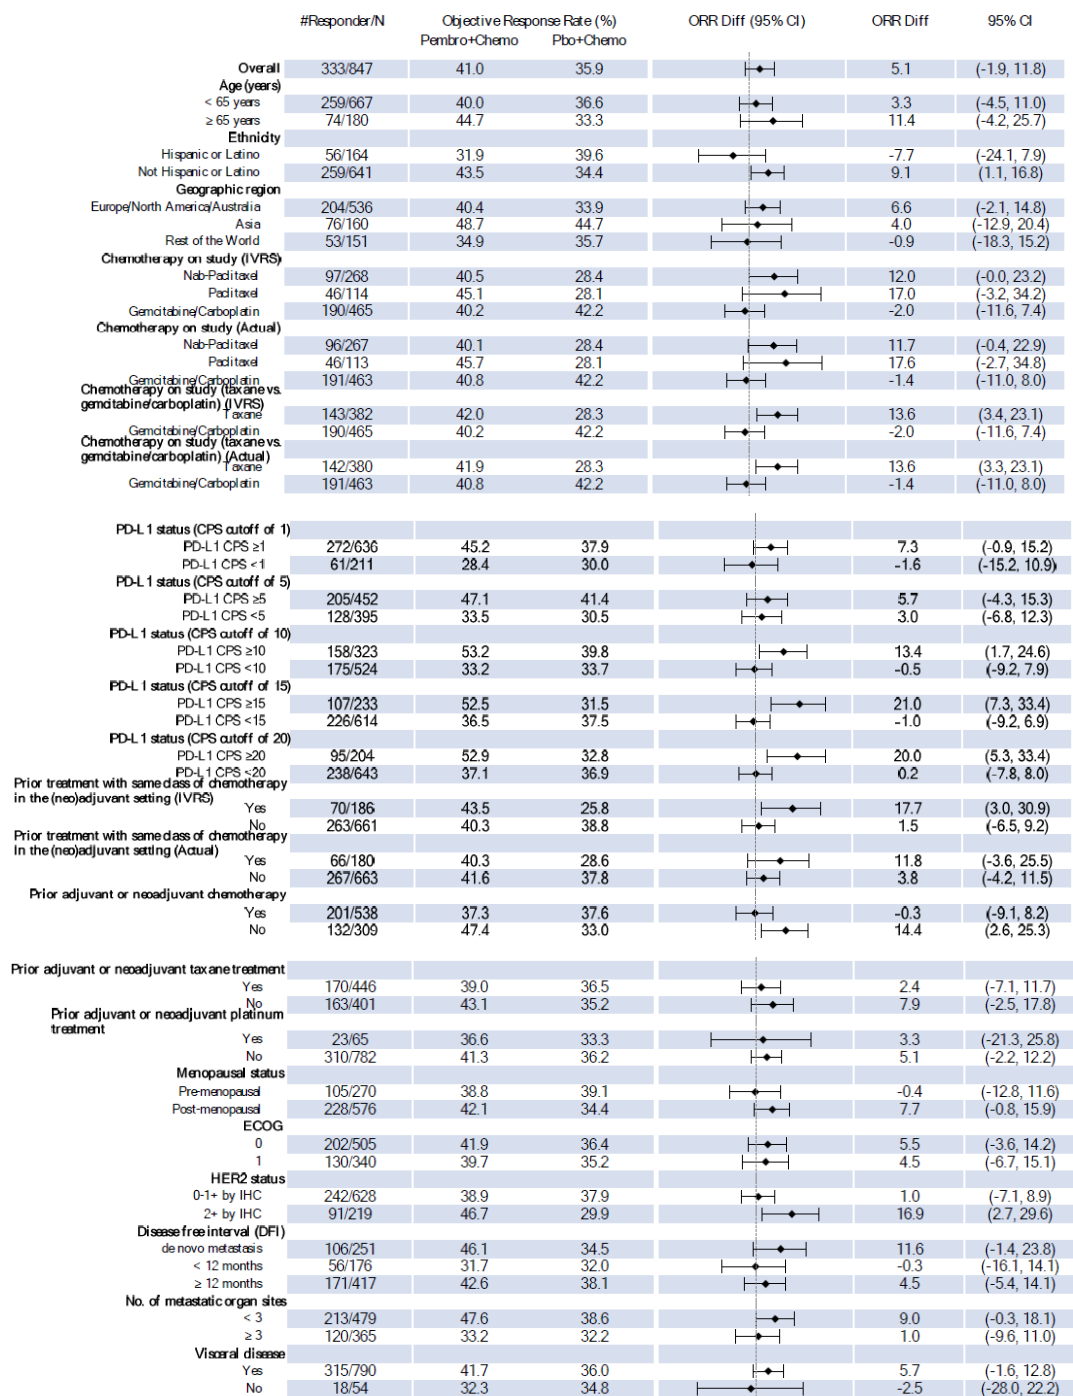 #Responder/N Objective Response Rate (%) ORR Diff (95% CI) ORR Diff 95% CI
Pembro+Chemo Pbo+Chemo
Overall 333/847 41.0 35.9 5.1 (-1.9, 11.8)
Age (years)
< 65 years 259/667 40.0 36.6 3.3 (-4.5, 11.0)
≥ 65 years 74/180 44.7 33.3 11.4 (-4.2, 25.7)
Ethnicity
Hispanic or Latino 56/164 31.9 39.6 -7.7 (-24.1, 7.9)
Not Hispanic or Latino 259/641 43.5 34.4 9.1 (1.1, 16.8)
Geographic region
Europe/North America/Australia 204/536 40.4 33.9 6.6 (-2.1, 14.8)
Asia 76/160 48.7 44.7 4.0 (-12.9, 20.4)
Rest of the World 53/151 34.9 35.7 -0.9 (-18.3, 15.2)
Chemotherapy on study (IVRS)
Nab-Paclitaxel 97/268 40.5 28.4 12.0 (-0.0, 23.2)
Paclitaxel 46/114 45.1 28.1 17.0 (-3.2, 34.2)
Gemcitabine/Carboplatin 190/465 40.2 42.2 -2.0 (-11.6, 7.4)
Chemotherapy on study (Actual)
Nab-Paclitaxel 96/267 40.1 28.4 11.7 (-0.4, 22.9)
Paclitaxel 46/113 45.7 28.1 17.6 (-2.7, 34.8)
Gemcitabine/Carboplatin 191/463 40.8 42.2 -1.4 (-11.0, 8.0)
Chemotherapy on study (taxane vs.
gemcitabine/carboplatin) (IVRS)
Taxane 143/382 42.0 28.3 13.6 (3.4, 23.1)
Gemcitabine/Carboplatin 190/465 40.2 42.2 -2.0 (-11.6, 7.4)
Chemotherapy on study (taxane vs.
gemcitabine/carboplatin) (Actual)
Taxane 142/380 41.9 28.3 13.6 (3.3, 23.1)
Gemcitabine/Carboplatin 191/463 40.8 42.2 -1.4 (-11.0, 8.0)
PD-L1 status (CPS cutoff of 1)
PD-L1 CPS ≥1 272/636 45.2 37.9 7.3 (-0.9, 15.2)
PD-L1 CPS <1 61/211 28.4 30.0 -1.6 (-15.2, 10.9)
PD-L1 status (CPS cutoff of 5)
PD-L1 CPS ≥5 205/452 47.1 41.4 5.7 (-4.3, 15.3)
PD-L1 CPS <5 128/395 33.5 30.5 3.0 (-6.8, 12.3)
PD-L1 status (CPS cutoff of 10)
PD-L1 CPS ≥10 158/323 53.2 39.8 13.4 (1.7, 24.6)
PD-L1 CPS <10 175/524 33.2 33.7 -0.5 (-9.2, 7.9)
PD-L1 status (CPS cutoff of 15)
PD-L1 CPS ≥15 107/233 52.5 31.5 21.0 (7.3, 33.4)
PD-L1 CPS <15 226/614 36.5 37.5 -1.0 (-9.2, 6.9)
PD-L1 status (CPS cutoff of 20)
PD-L1 CPS ≥20 95/204 52.9 32.8 20.0 (5.3, 33.4)
PD-L1 CPS <20 238/643 37.1 36.9 0.2 (-7.8, 8.0)
Prior treatment with same class of chemotherapy
in the (neo)adjuvant setting (IVRS)
Yes 70/186 43.5 25.8 17.7 (3.0, 30.9)
No 263/661 40.3 38.8 1.5 (-6.5, 9.2)
Prior treatment with same class of chemotherapy
in the (neo)adjuvant setting (Actual)
Yes 66/180 40.3 28.6 11.8 (-3.6, 25.5)
No 267/663 41.6 37.8 3.8 (-4.2, 11.5)
Prior adjuvant or neoadjuvant chemotherapy
Yes 201/538 37.3 37.6 -0.3 (-9.1, 8.2)
No 132/309 47.4 33.0 14.4 (2.6, 25.3)
Prior adjuvant or neoadjuvant taxane treatment
Yes 170/446 39.0 36.5 2.4 (-7.1, 11.7)
No 163/401 43.1 35.2 7.9 (-2.5, 17.8)
Prior adjuvant or neoadjuvant platinum
treatment
Yes 23/65 36.6 33.3 3.3 (-21.3, 25.8)
No 310/782 41.3 36.2 5.1 (-2.2, 12.2)
Menopausal status
Pre-menopausal 105/270 38.8 39.1 -0.4 (-12.8, 11.6)
Post-menopausal 228/576 42.1 34.4 7.7 (-0.8, 15.9)
ECOG
0 202/505 41.9 36.4 5.5 (-3.6, 14.2)
1 130/340 39.7 35.2 4.5 (-6.7, 15.1)
HER2 status
0-1+ by IHC 242/628 38.9 37.9 1.0 (-7.1, 8.9)
2+ by IHC 91/219 46.7 29.9 16.9 (2.7, 29.6)
Disease free interval (DFI)
de novo metastasis 106/251 46.1 34.5 11.6 (-1.4, 23.8)
< 12 months 56/176 31.7 32.0 -0.3 (-16.1, 14.1)
≥ 12 months 171/417 42.6 38.1 4.5 (-5.4, 14.1)
No. of metastatic organ sites
< 3 213/479 47.6 38.6 9.0 (-0.3, 18.1)
≥ 3 120/365 33.2 32.2 1.0 (-9.6, 11.0)
Visceral disease
Yes 315/790 41.7 36.0 5.7 (-1.6, 12.8)
No 18/54 32.3 34.8 -2.5 (-28.0, 22.2)